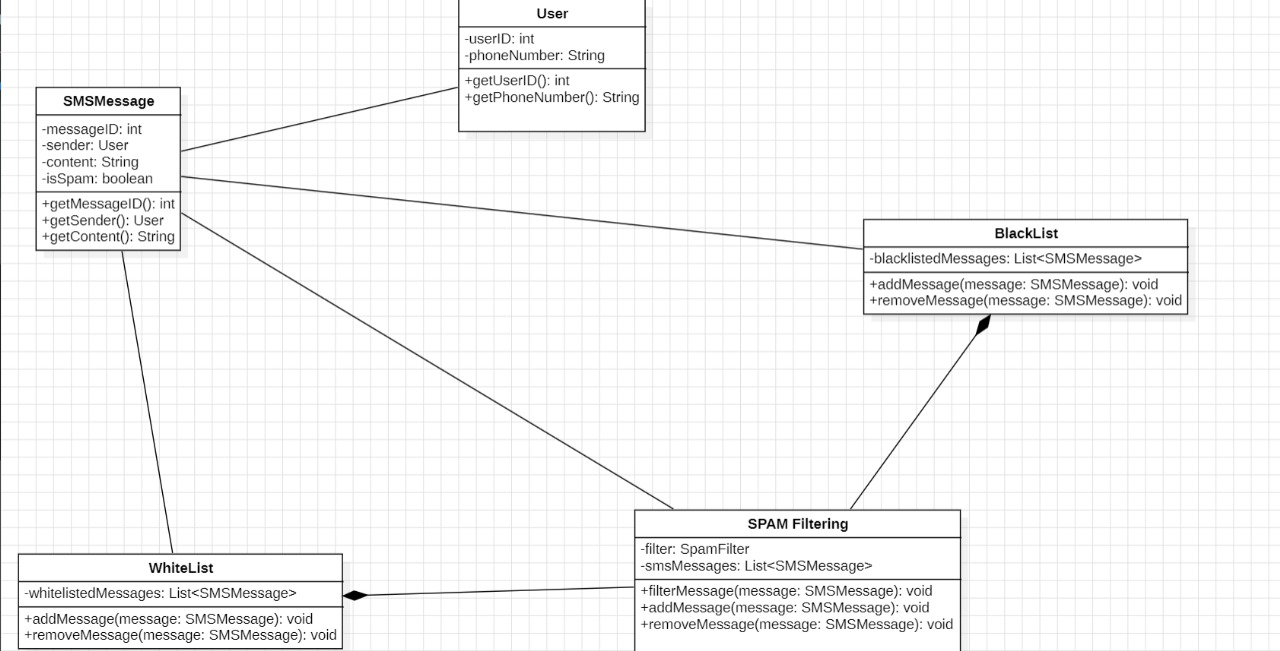 User
-userID: int
-phoneNumber: String
+getUserID(): int
+getPhoneNumber(): String
SMSMessage
-messageID: int
-sender: User
-content: String
-isSpam: boolean
+getMessageID(): int
+getSender(): User
+getContent(): String
BlackList
-blacklistedMessages: List<SMSMessage>
+addMessage(message: SMSMessage): void
+removeMessage(message: SMSMessage): void
SPAM Filtering
-filter: SpamFilter
-smsMessages: List<SMSMessage>
+filterMessage(message: SMSMessage): void
+addMessage(message: SMSMessage): void
+removeMessage(message: SMSMessage): void
WhiteList
-whitelistedMessages: List<SMSMessage>
+addMessage(message: SMSMessage): void
+removeMessage(message: SMSMessage): void